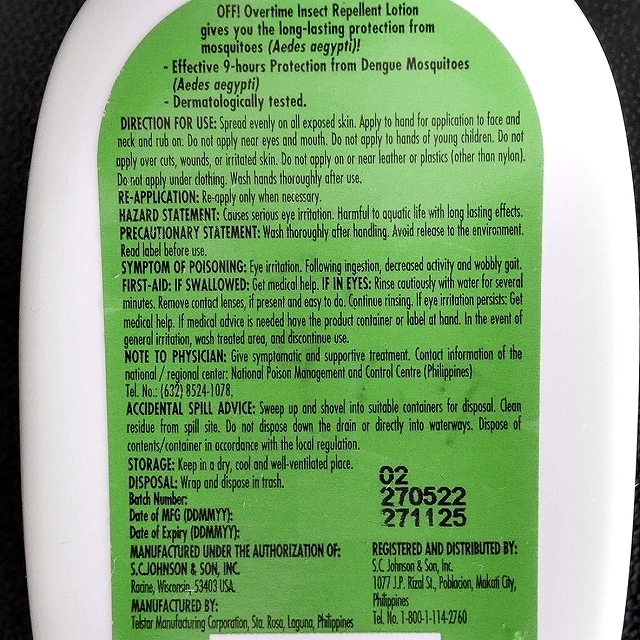 OFF! Overtime Insect Repellent Lotion
gives you the long-lasting protection from
mosquitoes (Aedes aegypti)!
- Effective 9-hours Protection from Dengue Mosquitoes
(Aedes aegypti)
- Dermatologically tested.
DIRECTION FOR USE: Spread evenly on all exposed skin. Apply to hand for application to face and
neck and rub on. Do not apply near eyes and mouth. Do not apply to hands of young children. Do not
apply over cuts, wounds, or irritated skin. Do not apply on or near leather or plastics (other than nylon).
Do not apply under clothing. Wash hands thoroughly after use.
RE-APPLICATION: Re-apply only when necessary.
HAZARD STATEMENT: Causes serious eye irritation. Harmful to aquatic life with long lasting effects.
PRECAUTIONARY STATEMENT: Wash thoroughly after handling. Avoid release to the environment.
Read label before use.
SYMPTOM OF POISONING: Eye irritation. Following ingestion, decreased activity and wobbly gait.
FIRST-AID: IF SWALLOWED: Get medical help. IF IN EYES: Rinse cautiously with water for several
minutes. Remove contact lenses, if present and easy to do. Continue rinsing. If eye irritation persists: Get
medical help. If medical advice is needed have the product container or label at hand. In the event of
general irritation, wash treated area, and discontinue use.
NOTE TO PHYSICIAN: Give symptomatic and supportive treatment. Contact information of the
national / regional center: National Poison Management and Control Centre (Philippines)
Tel. No.: (632) 8524-1078,
ACCIDENTAL SPILL ADVICE: Sweep up and shovel into suitable containers for disposal. Clean
residue from spill site. Do not dispose down the drain or directly into waterways. Dispose of
contents/container in accordance with the local regulation.
STORAGE: Keep in a dry, cool and well-ventilated place.
DISPOSAL: Wrap and dispose in trash.
Batch Number: 02
Date of MFG (DDMMYY): 270522
Date of Expiry (DDMMYY): 271125
MANUFACTURED UNDER THE AUTHORIZATION OF:
S.C.JOHNSON & SON, INC.
Racine, Wisconsin, 53403 USA.
MANUFACTURED BY:
Telstar Manufacturing Corporation, Sta. Rosa, Laguna, Philippines
REGISTERED AND DISTRIBUTED BY:
S.C. Johnson & Son, Inc.
1077 J.P. Rizal St., Poblacion, Makati City,
Philippines
Tel. No. 1-800-1-114-2760